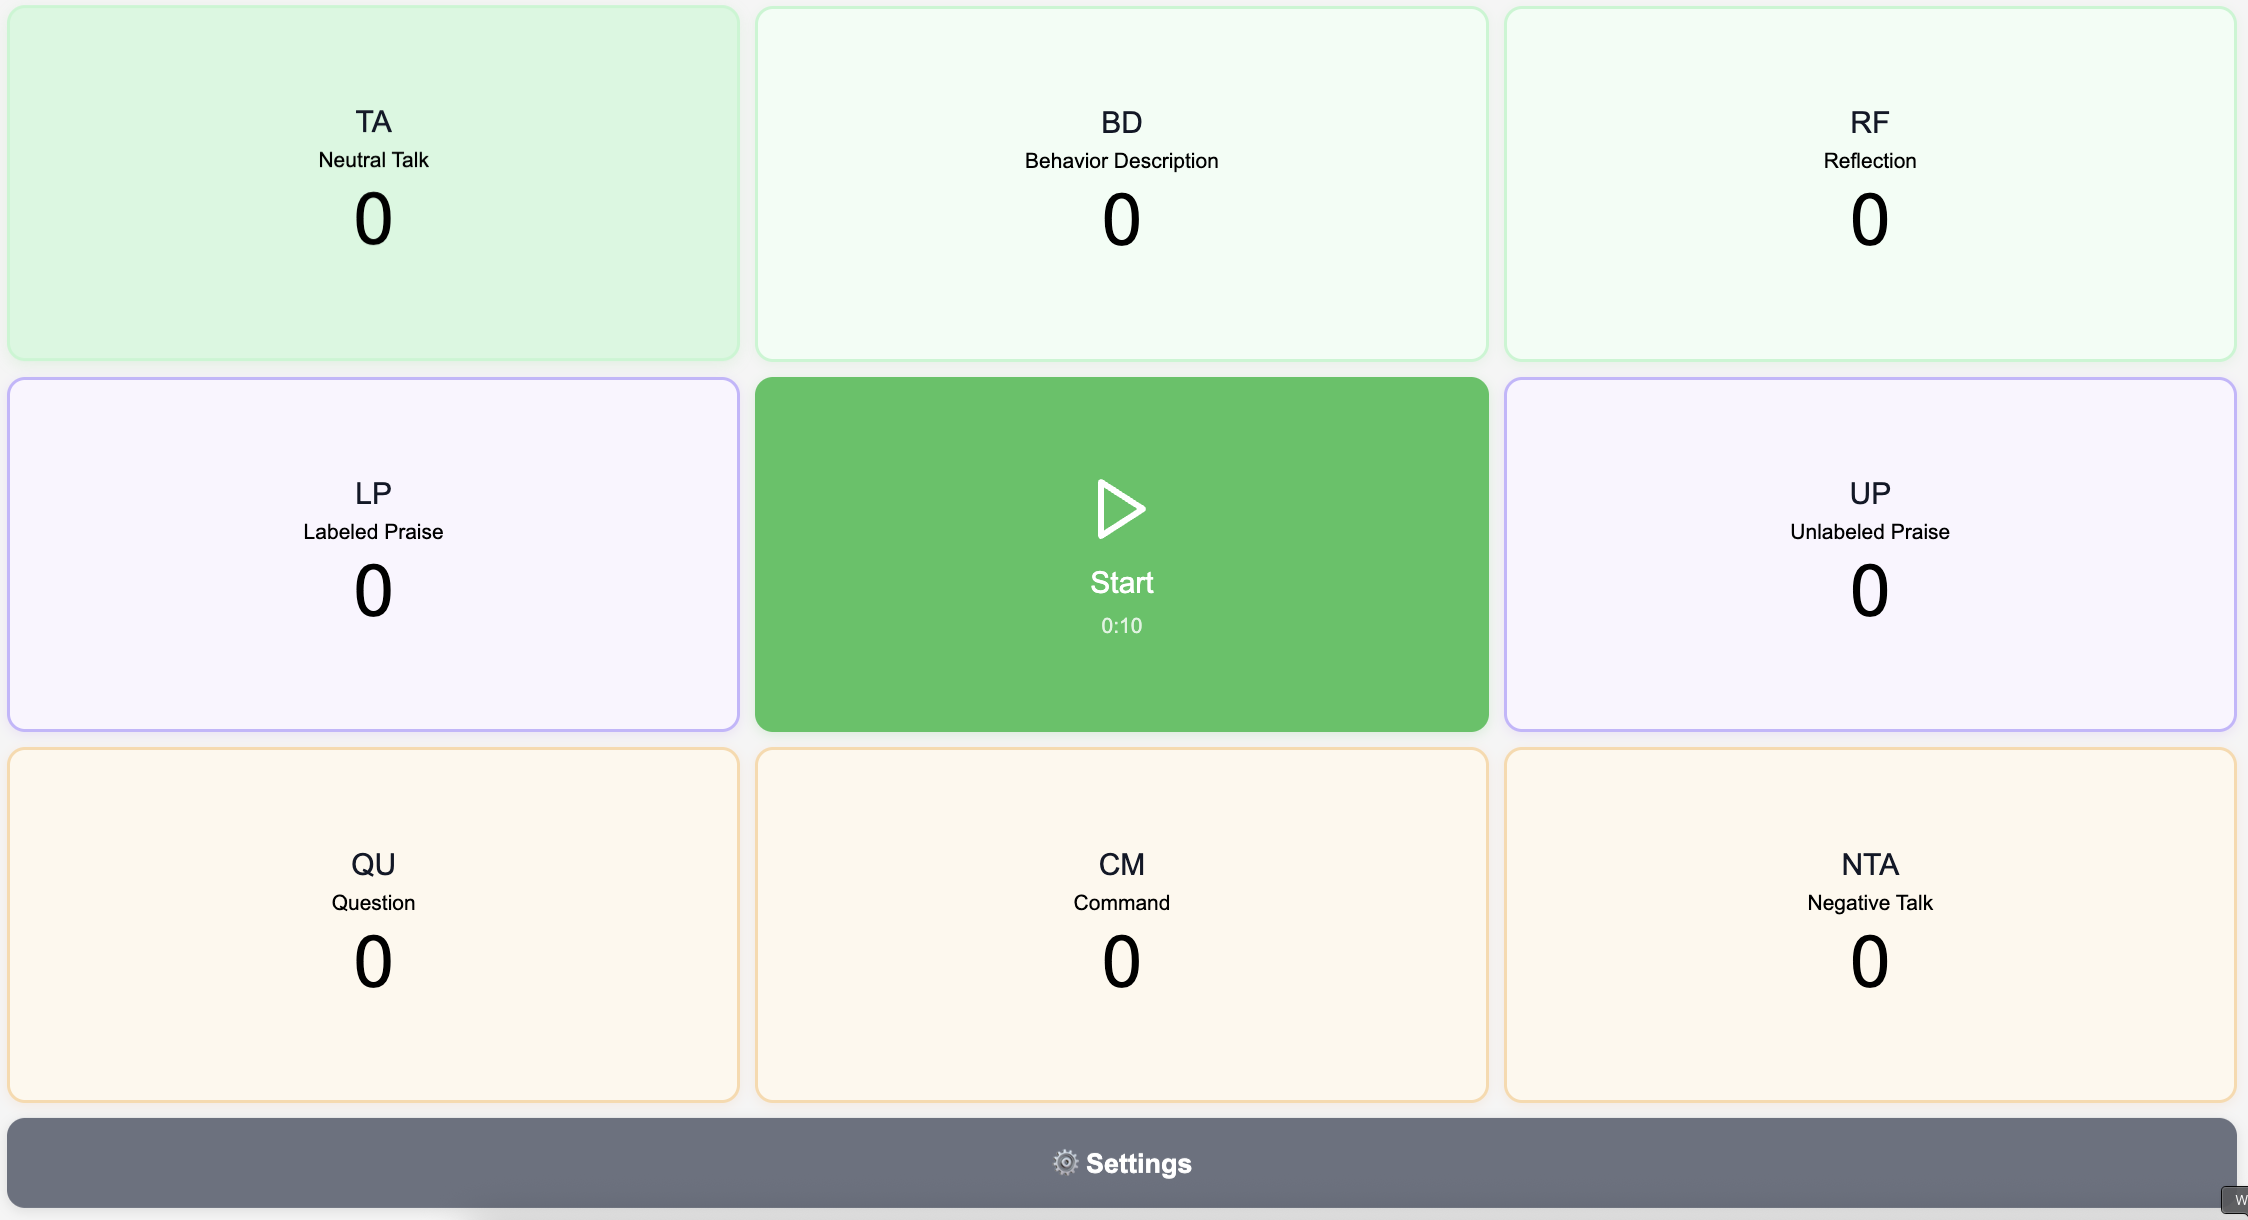 TA
Neutral Talk
0
BD
Behavior Description
0
RF
Reflection
0
LP
Labeled Praise
0
Start
0:10
UP
Unlabeled Praise
0
QU
Question
0
CM
Command
0
NTA
Negative Talk
0
Settings